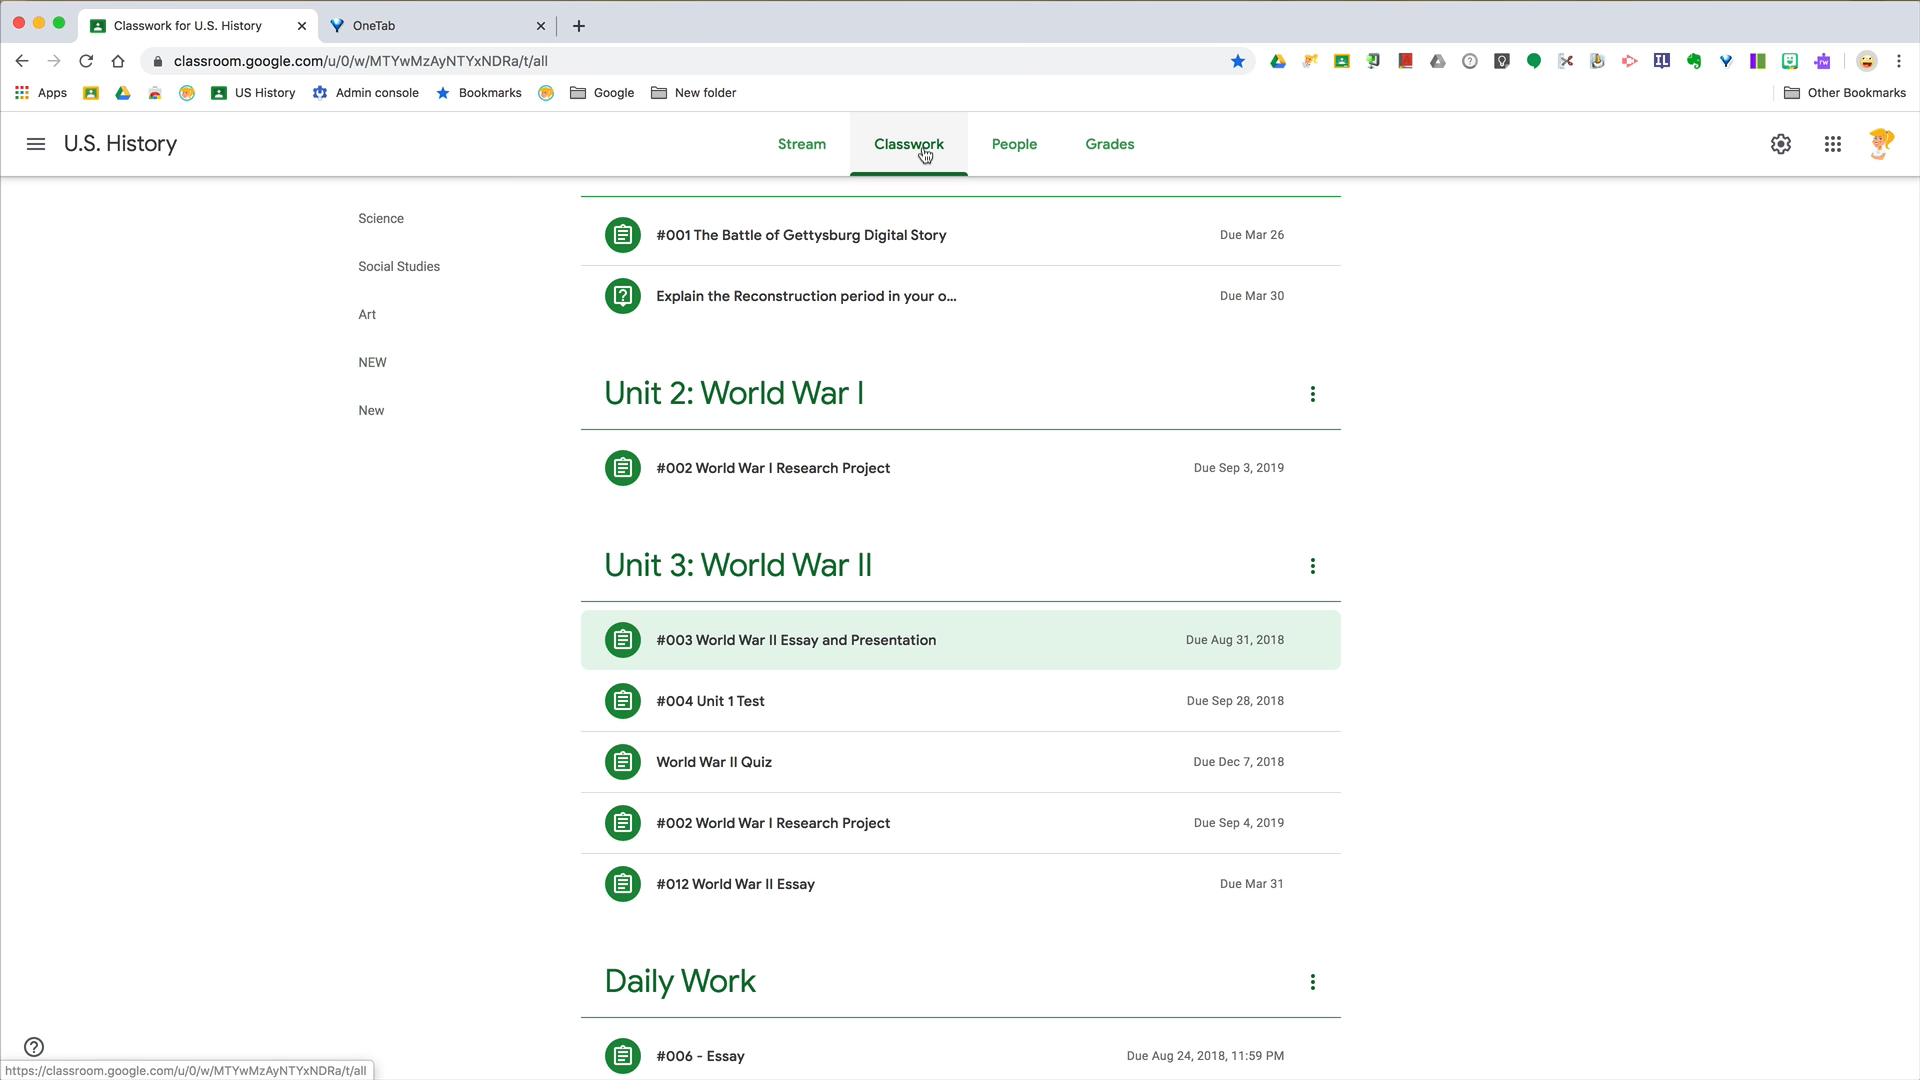 Classwork for U.S. History
OneTab
classroom.google.com/u/0/w/MTYwMzAyNTYxNDRa/t/all
Apps
US History
Admin console
Bookmarks
Google
New folder
Other Bookmarks
U.S. History
Stream
Classwork
People
Grades
Science
Social Studies
Art
NEW
New
#001 The Battle of Gettysburg Digital Story
Due Mar 26
Explain the Reconstruction period in your o...
Due Mar 30
Unit 2: World War I
#002 World War I Research Project
Due Sep 3, 2019
Unit 3: World War II
#003 World War II Essay and Presentation
Due Aug 31, 2018
#004 Unit 1 Test
Due Sep 28, 2018
World War II Quiz
Due Dec 7, 2018
#002 World War I Research Project
Due Sep 4, 2019
#012 World War II Essay
Due Mar 31
Daily Work
#006 - Essay
Due Aug 24, 2018, 11:59 PM
https://classroom.google.com/u/0/w/MTYwMzAyNTYxNDRa/t/all